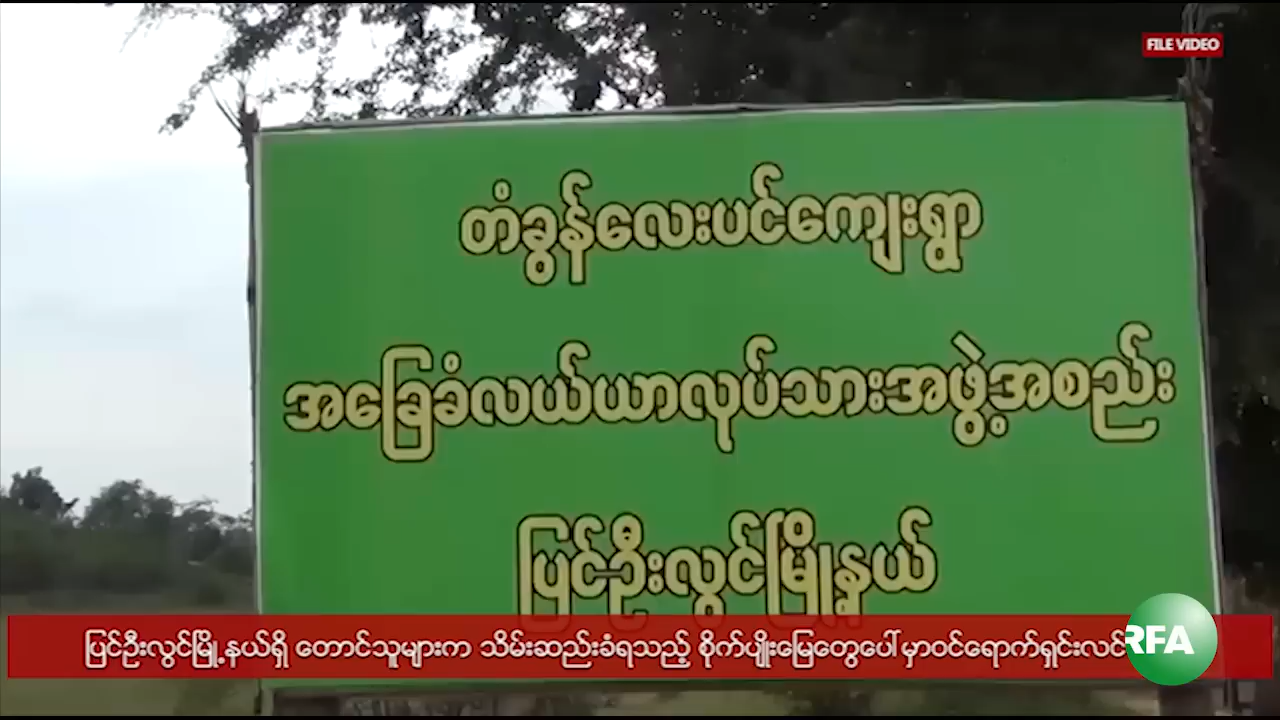 FILE VIDEO
တံခွန်လေးပင်ကျေးရွာ
အခြေခံလယ်ယာလုပ်သားအဖွဲ့အစည်း
ပြင်ဦးလွင်မြို့နယ်
ပြင်ဦးလွင်မြို့နယ်ရှိ တောင်သူများက သိမ်းဆည်းခံရသည့် စိုက်ပျိုးမြေတွေပေါ်မှာဝင်ရောက်ရှင်းလင်
RFA